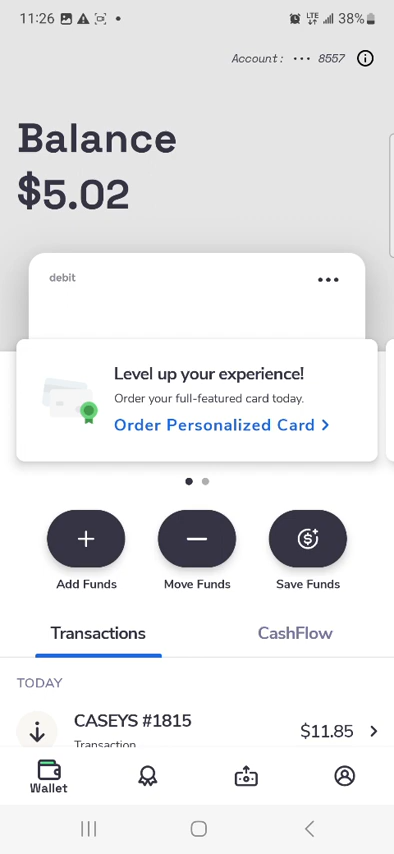 11:26
LTE
38%
Account: ••• 8557
Balance
$5.02
debit
Level up your experience!
Order your full-featured card today.
Order Personalized Card >
Add Funds
Move Funds
Save Funds
Transactions
CashFlow
TODAY
CASEYS #1815
$11.85
Transaction
Wallet